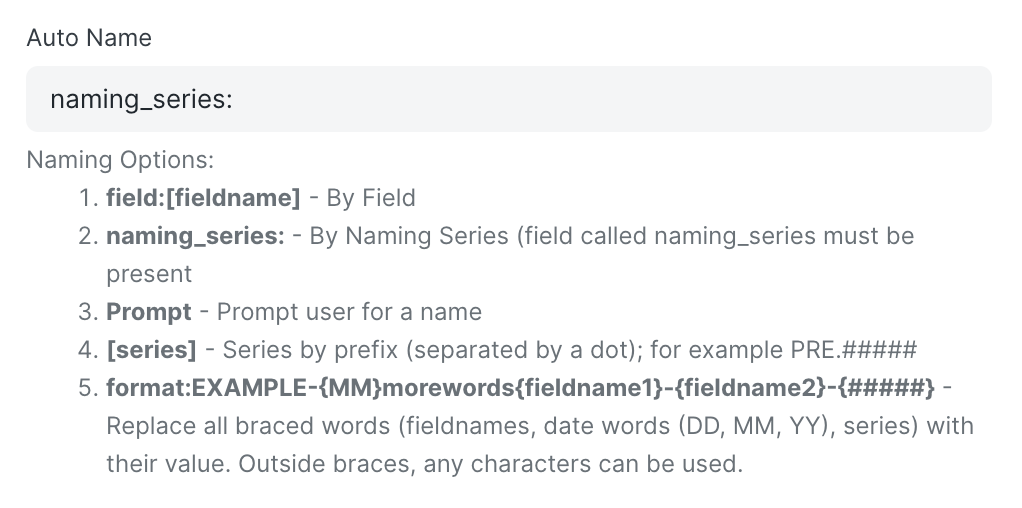 Auto Name
naming_series:
Naming Options:
1. field:[fieldname] - By Field
2. naming_series: - By Naming Series (field called naming_series must be
present
3. Prompt - Prompt user for a name
4. [series] - Series by prefix (separated by a dot); for example PRE.#####
5. format:EXAMPLE-{MM}morewords{fieldname1}-{fieldname2}-{#####} -
Replace all braced words (fieldnames, date words (DD, MM, YY), series) with
their value. Outside braces, any characters can be used.